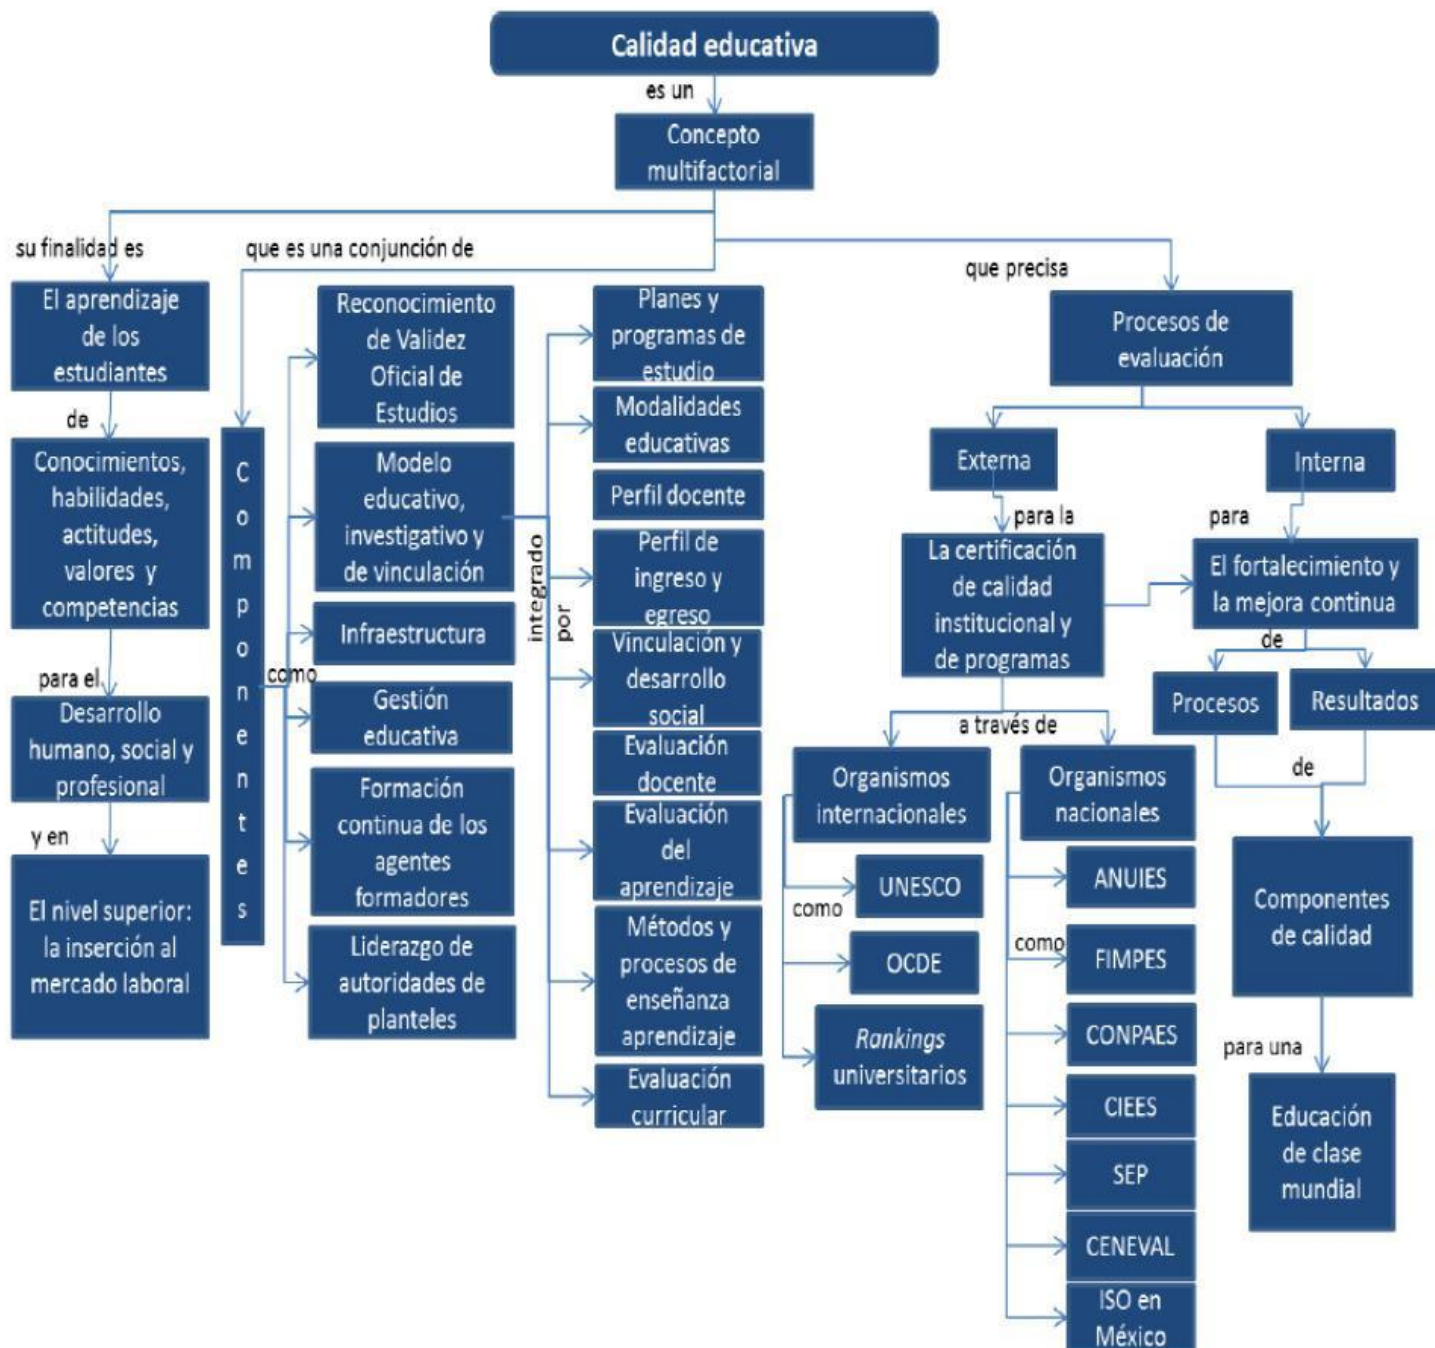 Calidad educativa
es un
Concepto
multifactorial
su finalidad es
El aprendizaje
de los
estudiantes
de
Conocimientos,
habilidades,
actitudes,
valores y
competencias
para el
Desarrollo
humano, social y
profesional
y en
El nivel superior:
la inserción al
mercado laboral
que es una conjunción de
Componentes
como
Reconocimiento
de Validez
Oficial de
Estudios
Modelo
educativo,
investigativo y
de vinculación
Infraestructura
Gestión
educativa
Formación
continua de los
agentes
formadores
Liderazgo de
autoridades de
planteles
integrado
por
Planes y
programas de
estudio
Modalidades
educativas
Perfil docente
Perfil de
ingreso y
egreso
Vinculación y
desarrollo
social
Evaluación
docente
Evaluación
del
aprendizaje
Métodos y
procesos de
enseñanza
aprendizaje
Evaluación
curricular
que precisa
Procesos de
evaluación
Externa
para la
La certificación
de calidad
institucional y
de programas
a través de
Organismos
internacionales
como
UNESCO
OCDE
Rankings
universitarios
Organismos
nacionales
como
ANUIES
FIMPES
CONPAES
CIEES
SEP
CENEVAL
ISO en
México
Interna
para
El fortalecimiento y
la mejora continua
de
Procesos
Resultados
de
Componentes
de calidad
para una
Educación
de clase
mundial